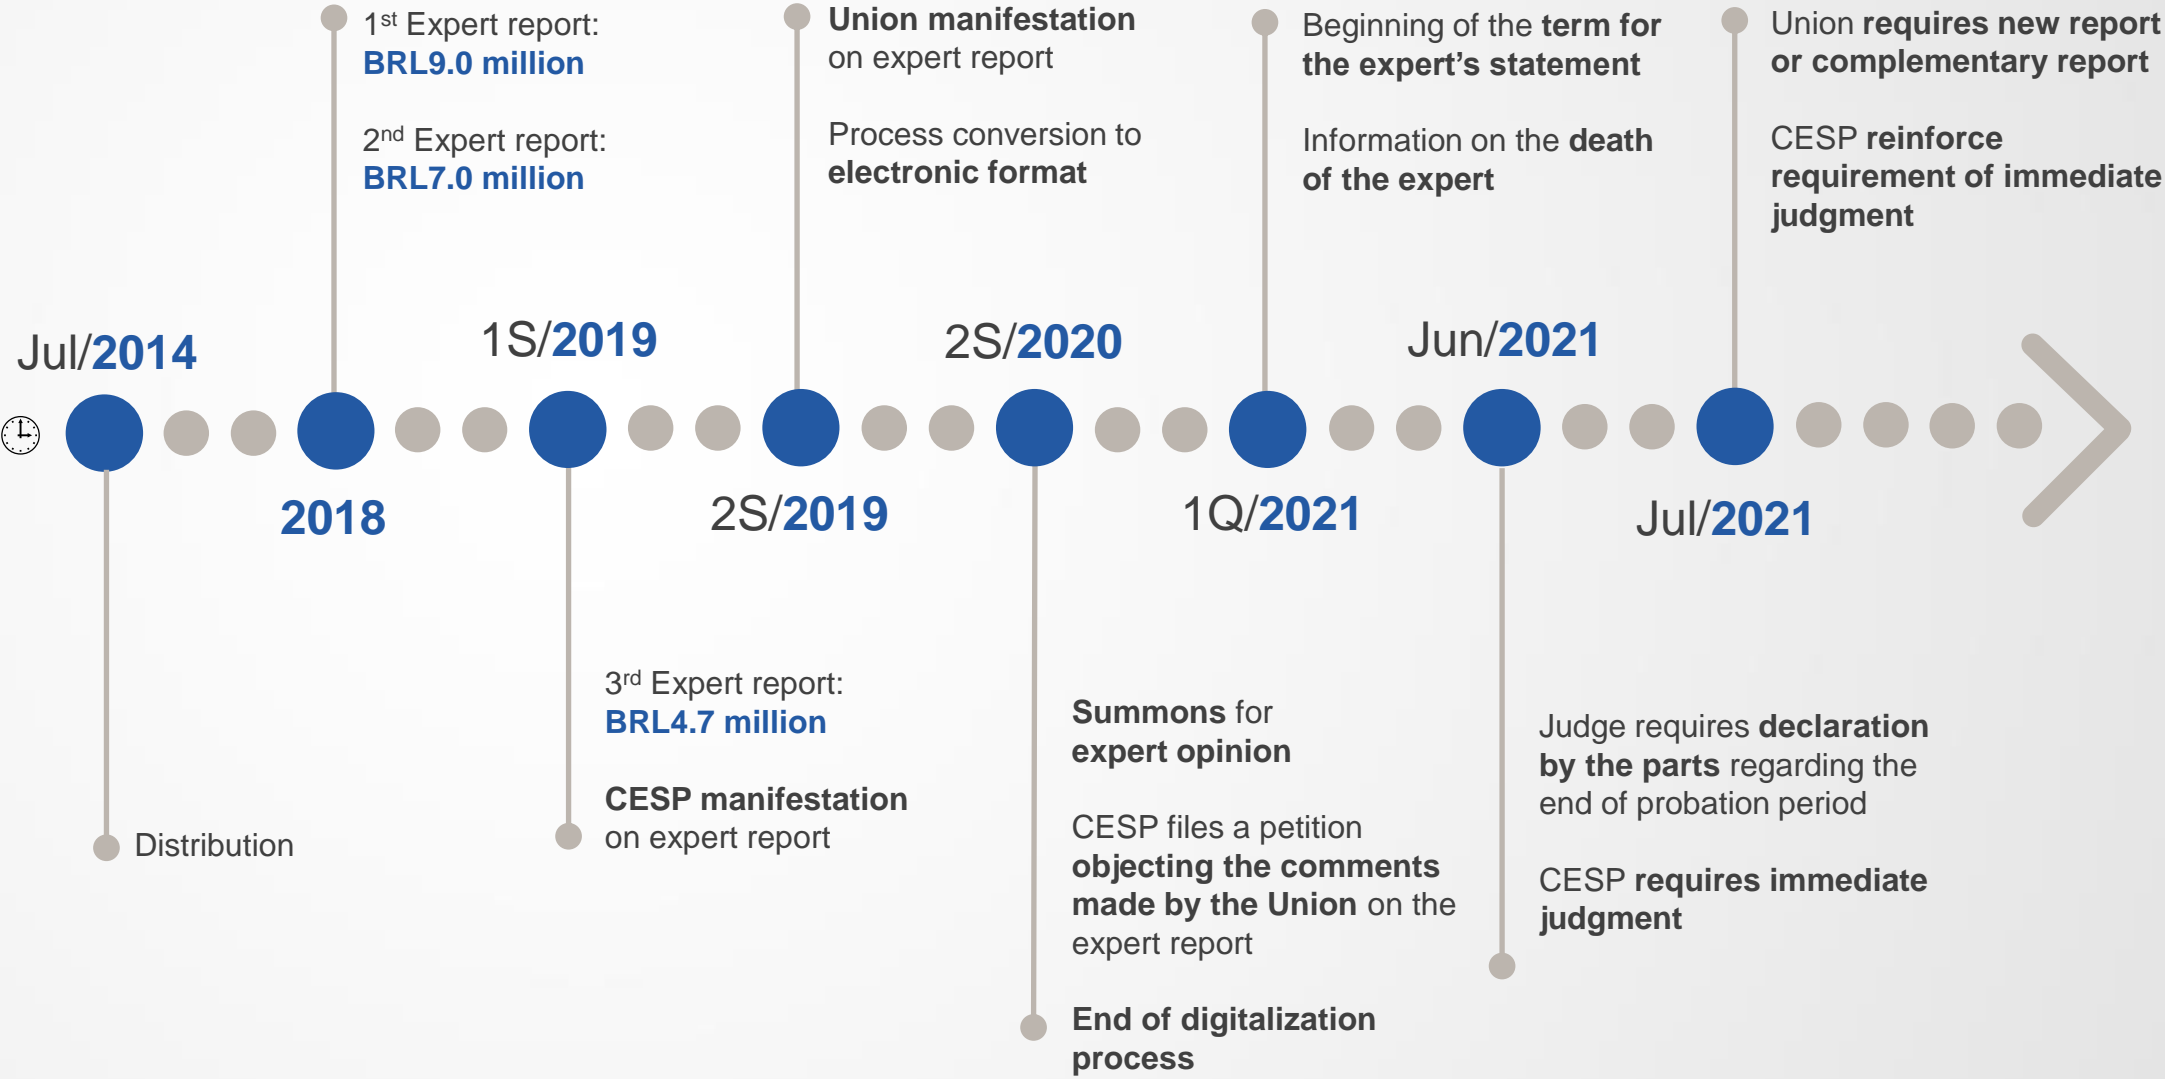 1st Expert report:
BRL9.0 million
2nd Expert report:
BRL7.0 million
Union manifestation
on expert report
Process conversion to
electronic format
Beginning of the term for
the expert’s statement
Information on the death
of the expert
Union requires new report
or complementary report
CESP reinforce
requirement of immediate
judgment
Jul/2014
1S/2019
2S/2020
Jun/2021
2018
2S/2019
1Q/2021
Jul/2021
Distribution
3rd Expert report:
BRL4.7 million
CESP manifestation
on expert report
Summons for
expert opinion
CESP files a petition
objecting the comments
made by the Union on the
expert report
End of digitalization
process
Judge requires declaration
by the parts regarding the
end of probation period
CESP requires immediate
judgment